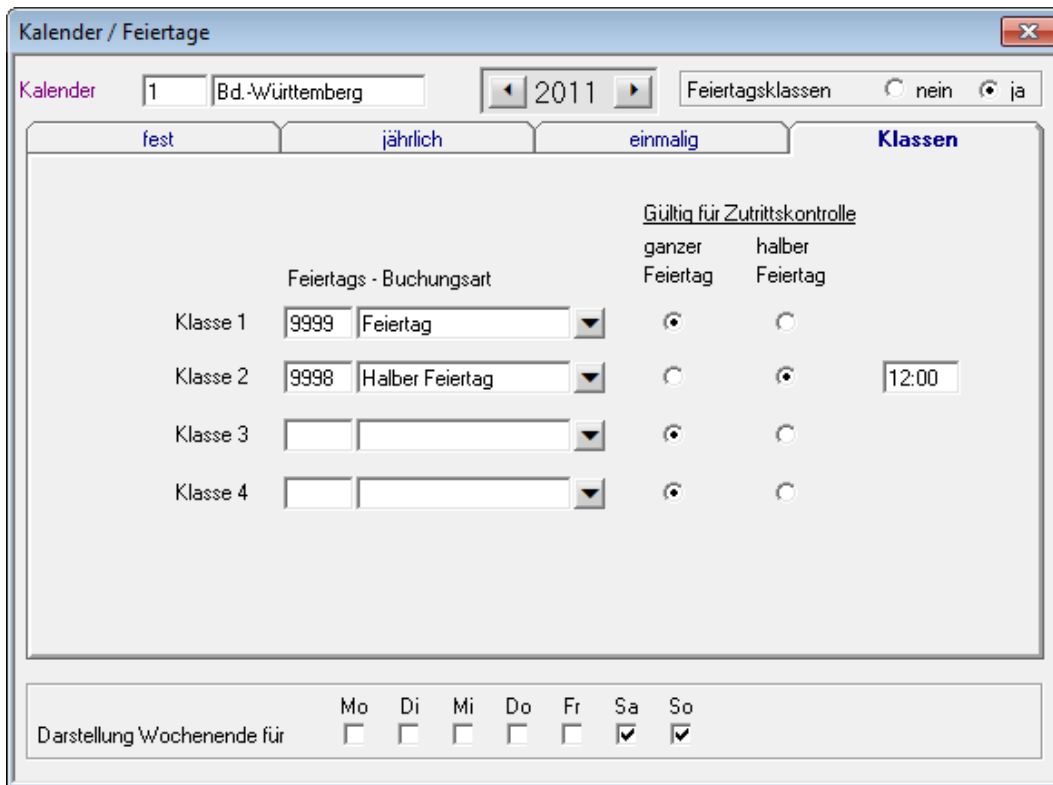 Kalender / Feiertage
Kalender 1 Bd.-Württemberg 2011 Feiertagsklassen nein ja
fest jährlich einmalig Klassen
Gültig für Zutrittskontrolle
ganzer halber
Feiertags - Buchungsart Feiertag Feiertag
Klasse 1 9999 Feiertag
Klasse 2 9998 Halber Feiertag 12:00
Klasse 3
Klasse 4
Mo Di Mi Do Fr Sa So
Darstellung Wochenende für